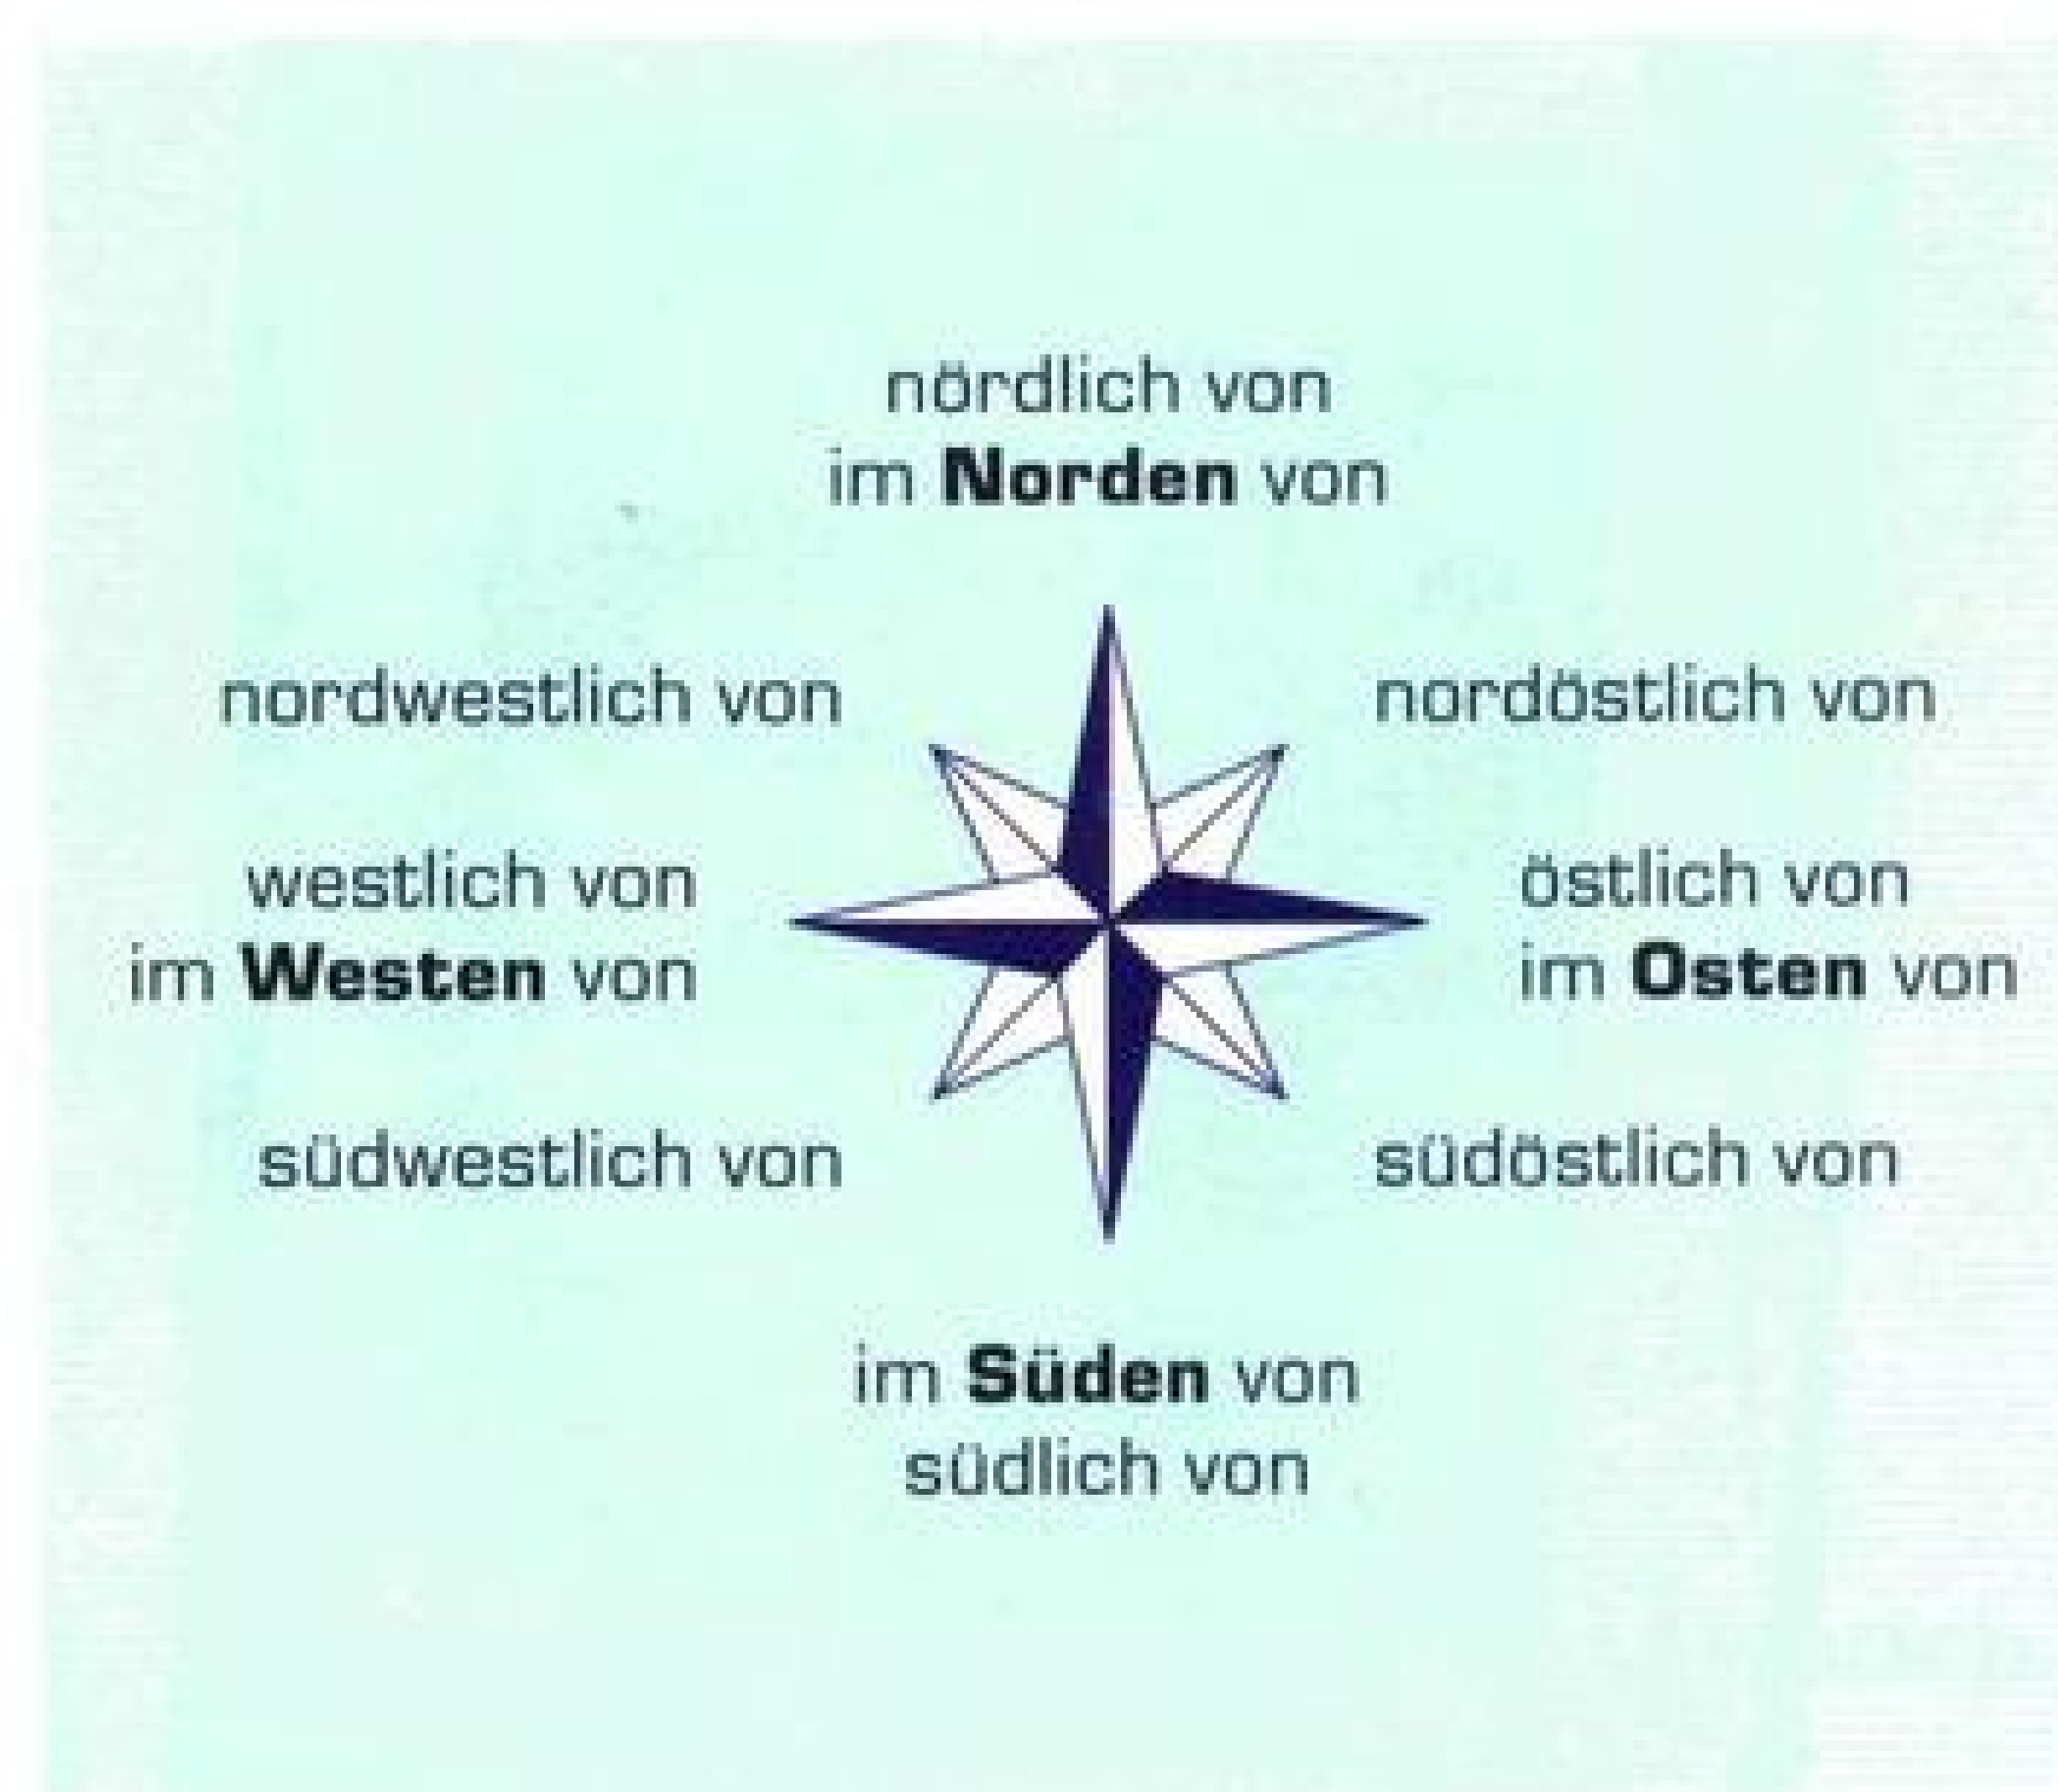 nördlich von
im Norden von
nordwestlich von
nordöstlich von
westlich von
im Westen von
östlich von
im Osten von
südwestlich von
südöstlich von
im Süden von
südlich von